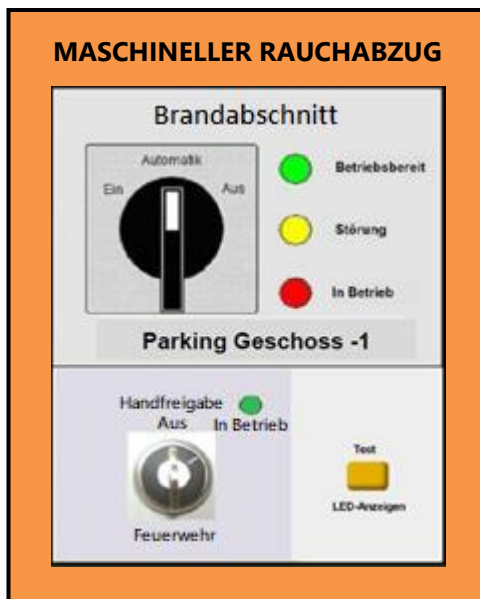 MASCHINELLER RAUCHABZUG
Brandabschnitt
Automatik
Ein
Aus
Betriebsbereit
Störung
In Betrieb
Parking Geschoss -1
Handfreigabe
Aus In Betrieb
Feuerwehr
Test
LED-Anzeigen